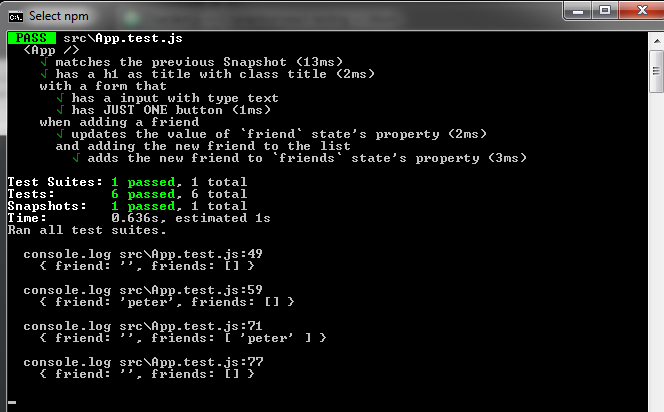 Select npm
PASS src\App.test.js
<App />
√ matches the previous Snapshot (13ms)
√ has a h1 as title with class title (2ms)
with a form that
√ has a input with type text
√ has JUST ONE button (1ms)
when adding a friend
√ updates the value of `friend` state's property (2ms)
and adding the new friend to the list
√ adds the new friend to `friends` state's property (3ms)
Test Suites: 1 passed, 1 total
Tests: 6 passed, 6 total
Snapshots: 1 passed, 1 total
Time: 0.636s, estimated 1s
Ran all test suites.
console.log src\App.test.js:49
{ friend: '', friends: [] }
console.log src\App.test.js:59
{ friend: 'peter', friends: [] }
console.log src\App.test.js:71
{ friend: '', friends: [ 'peter' ] }
console.log src\App.test.js:77
{ friend: '', friends: [] }